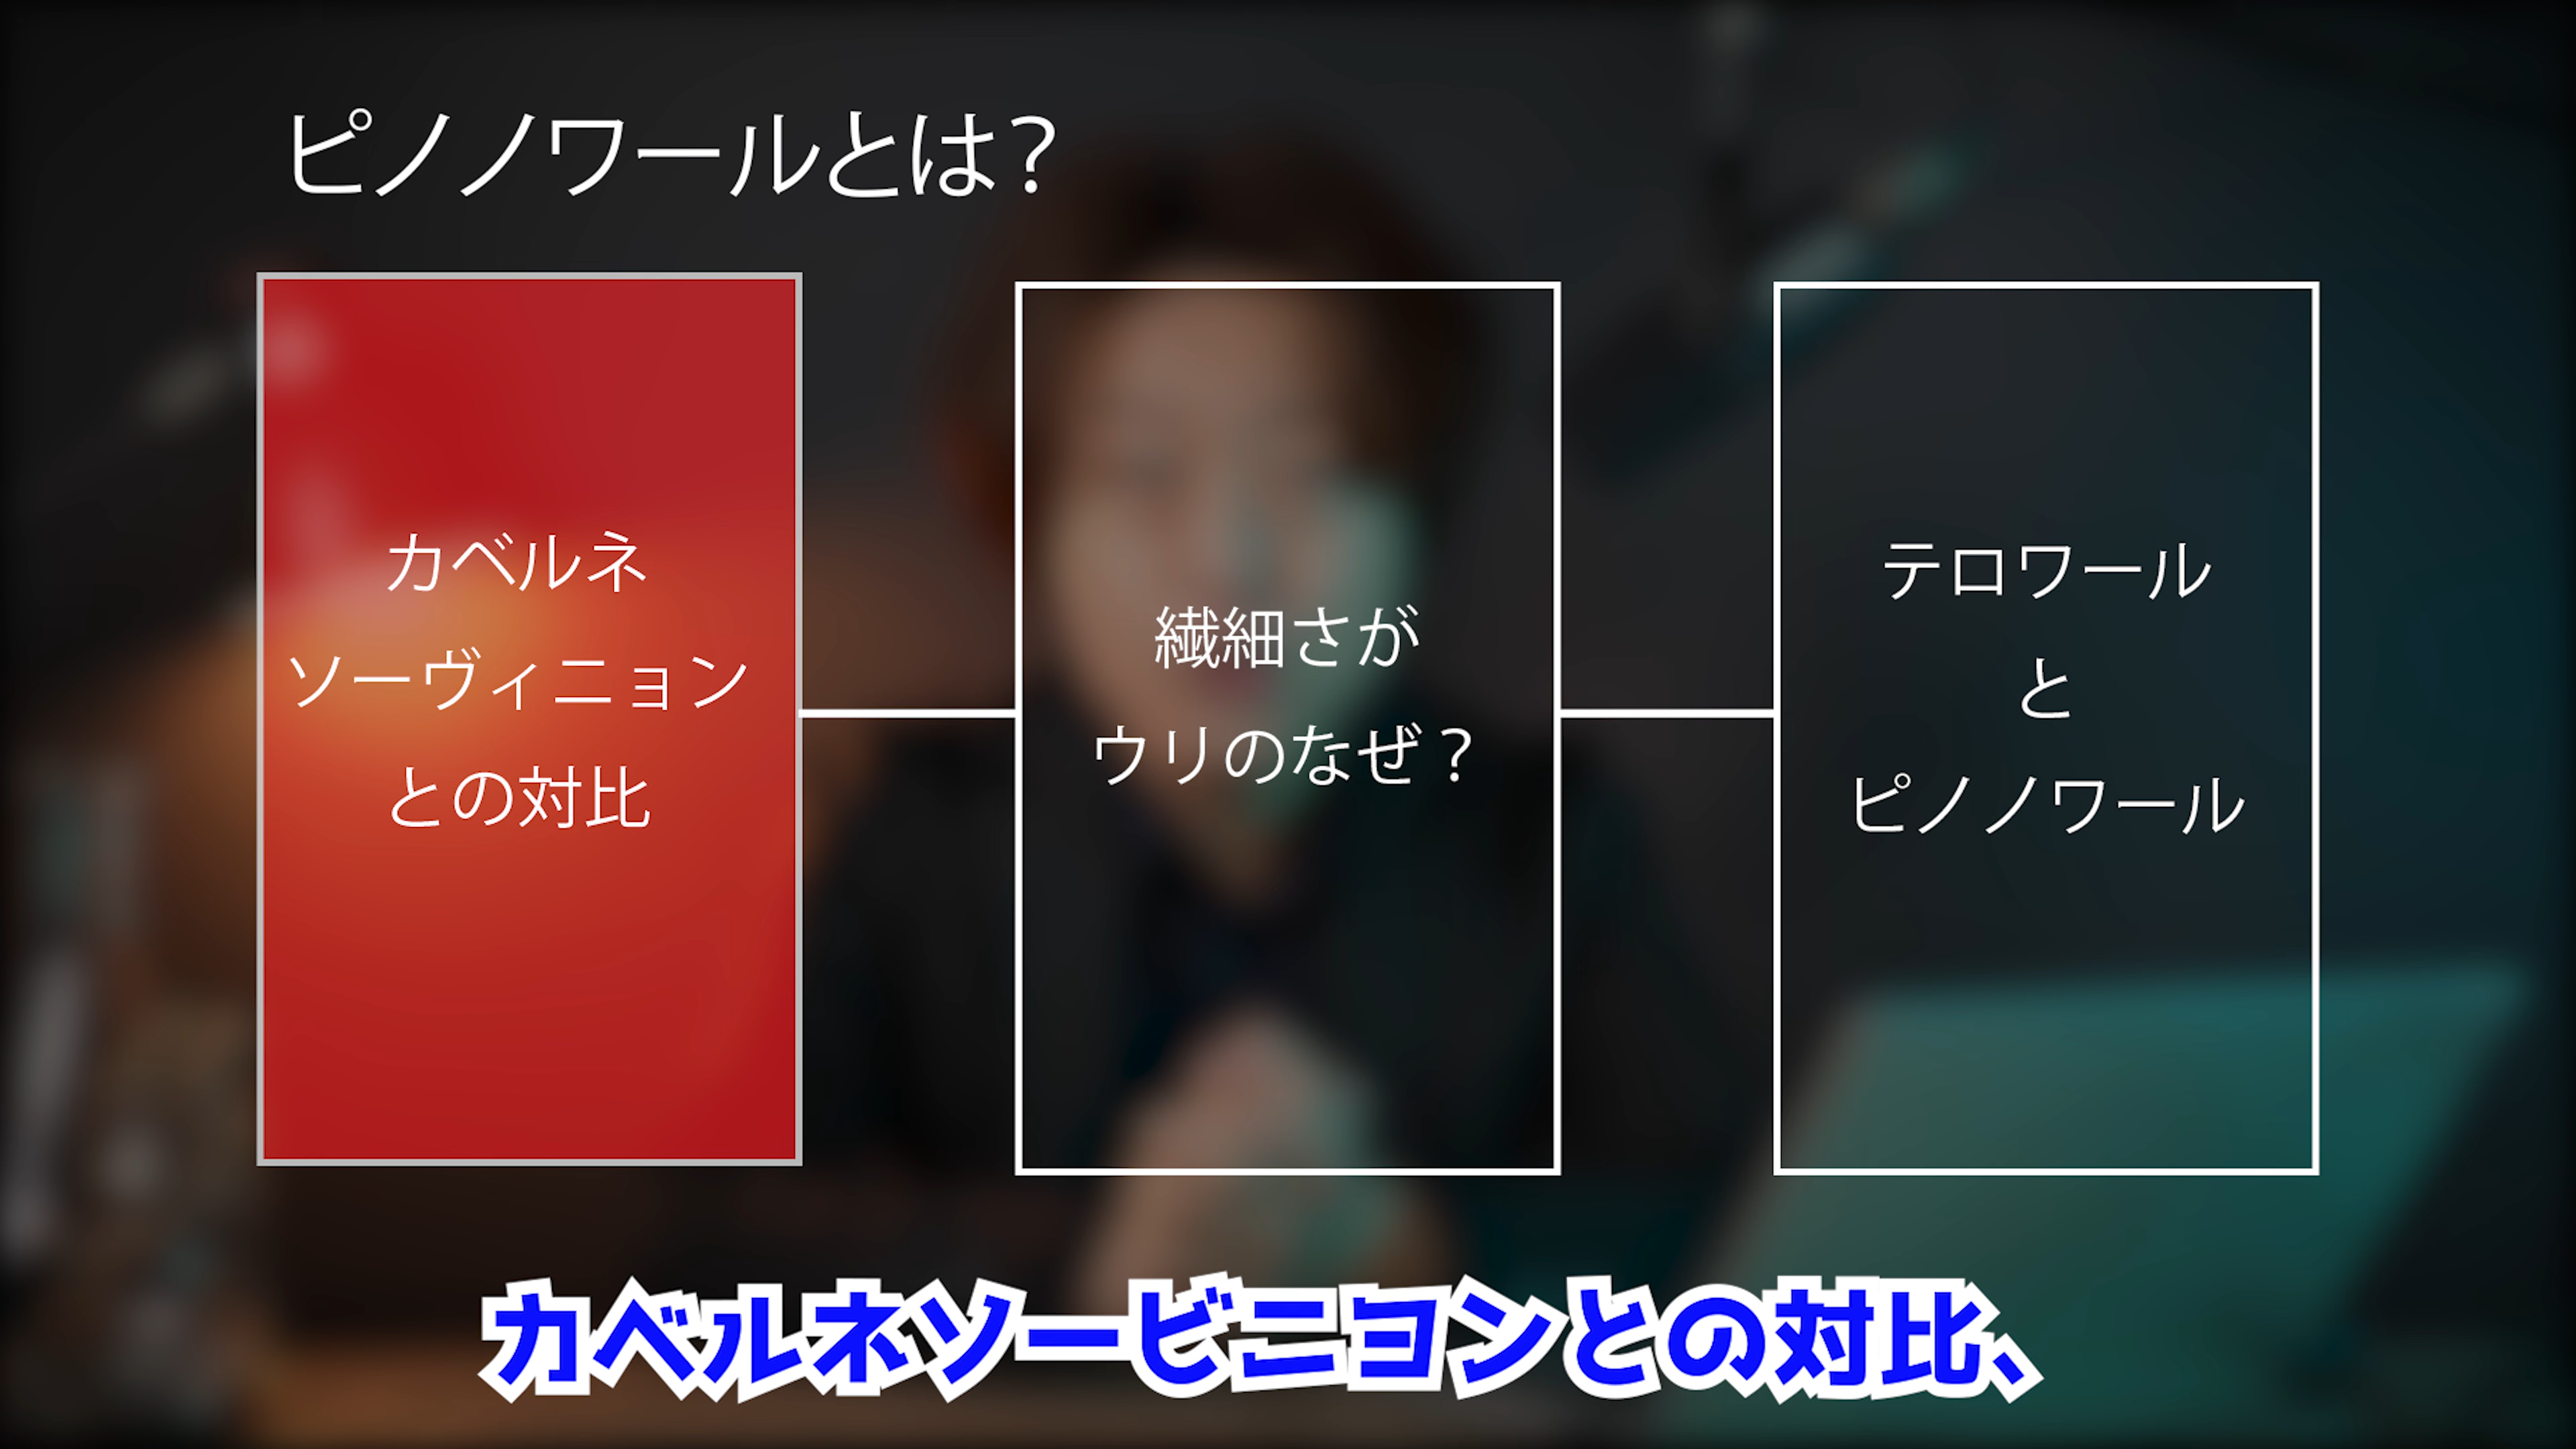 ピノノワールとは？
カベルネ
ソーヴィニョン
との対比
繊細さが
ウリのなぜ？
テロワール
と
ピノノワール
カベルネソービニヨンとの対比、